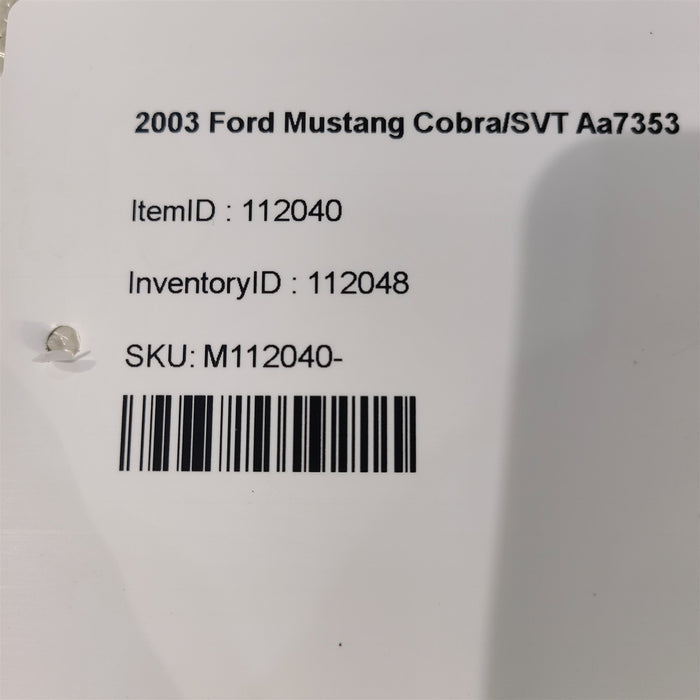 2003 Ford Mustang Cobra/SVT Aa7353
ItemID : 112040
InventoryID : 112048
SKU: M112040-